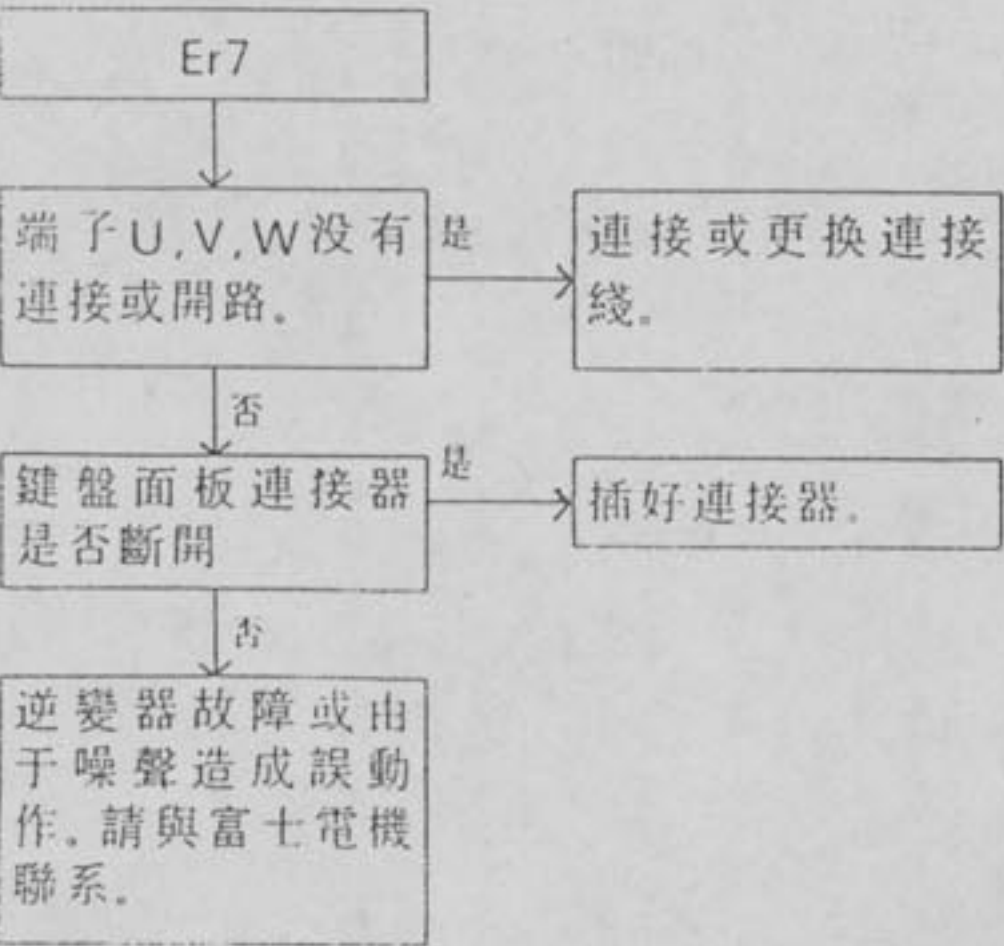 Er7
端子U,V,W没有
連接或開路。
是
連接或更换連接
綫。
否
鍵盤面板連接器
是否斷開
是
插好連接器.
否
逆變器故障或由
于噪聲造成誤動
作。請與富士電機
聯系。